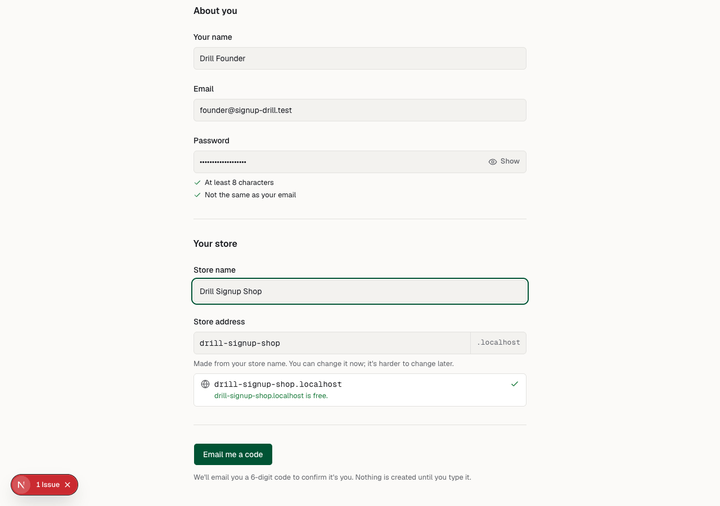 About you
Your name
Drill Founder
Email
founder@signup-drill.test
Password
•••••••••••••••••••
Show
At least 8 characters
Not the same as your email
Your store
Store name
Drill Signup Shop
Store address
drill-signup-shop
.localhost
Made from your store name. You can change it now; it's harder to change later.
drill-signup-shop.localhost
drill-signup-shop.localhost is free.
Email me a code
We'll email you a 6-digit code to confirm it's you. Nothing is created until you type it.
N
1 Issue